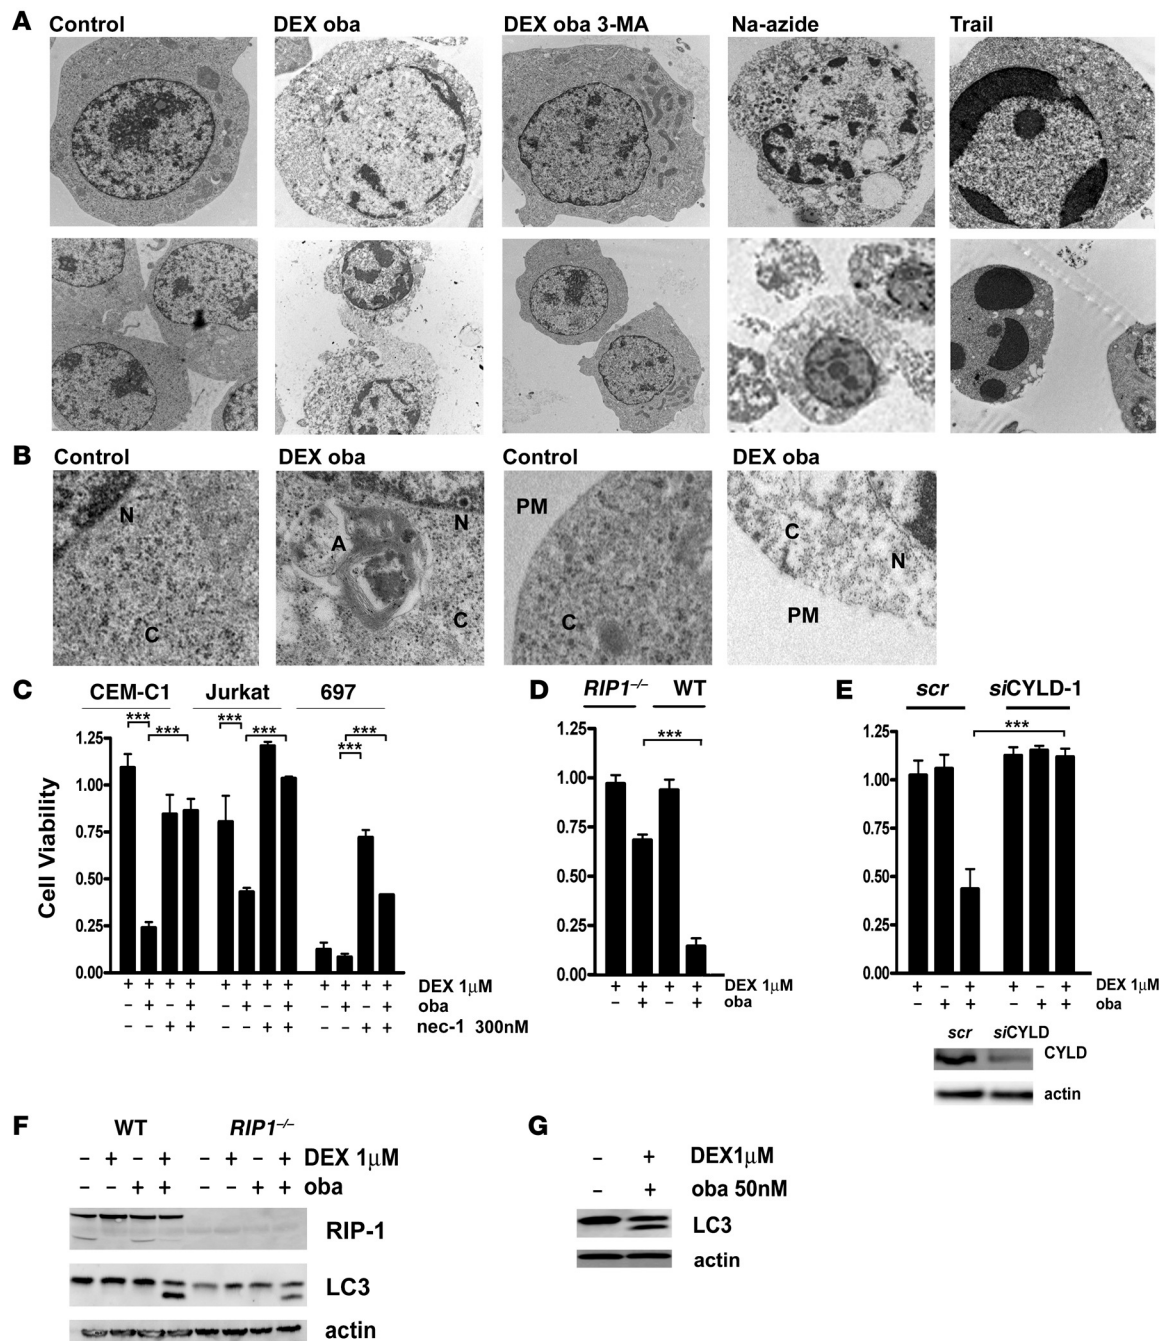 A
Control DEX oba DEX oba 3-MA Na-azide Trail
B
Control DEX oba Control DEX oba
N C
A N C
PM C
C N PM
C
CEM-C1 Jurkat 697
*** *** *** *** *** ***
Cell Viability
1.25
1.00
0.75
0.50
0.25
0.00
+ – – – + – – – + – – – DEX 1µM
– + – + – + – + – + – + oba
– – + + – – + + – – + + nec-1 300nM
D
RIP1–/– WT
***
1.25
1.00
0.75
0.50
0.25
0.00
+ + + + DEX 1µM
– + – + oba
E
scr siCYLD-1
***
1.25
1.00
0.75
0.50
0.25
0.00
+ – + + – + DEX 1µM
– + + – + + oba
scr siCYLD
CYLD
actin
F
WT RIP1–/–
– + – + – + – + DEX 1µM
– – + + – – + + oba
RIP-1
LC3
actin
G
– + DEX1µM
– + oba 50nM
LC3
actin